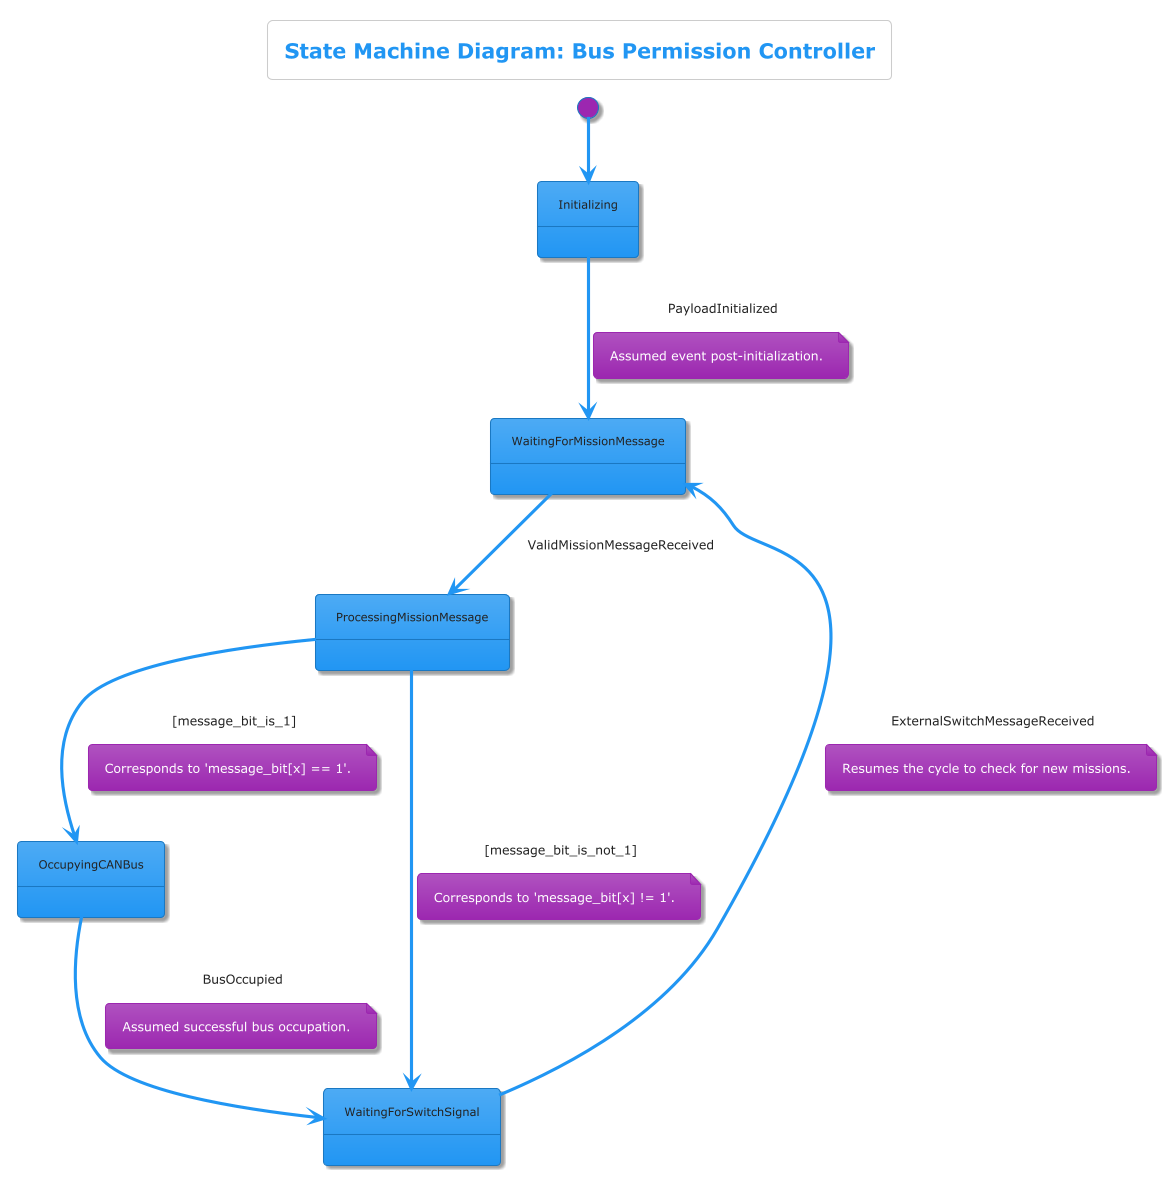 State Machine Diagram: Bus Permission Controller
Initializing
PayloadInitialized
Assumed event post-initialization.
WaitingForMissionMessage
ValidMissionMessageReceived
ProcessingMissionMessage
[message_bit_is_1]
Corresponds to 'message_bit[x] == 1'.
ExternalSwitchMessageReceived
Resumes the cycle to check for new missions.
OccupyingCANBus
[message_bit_is_not_1]
Corresponds to 'message_bit[x] != 1'.
BusOccupied
Assumed successful bus occupation.
WaitingForSwitchSignal